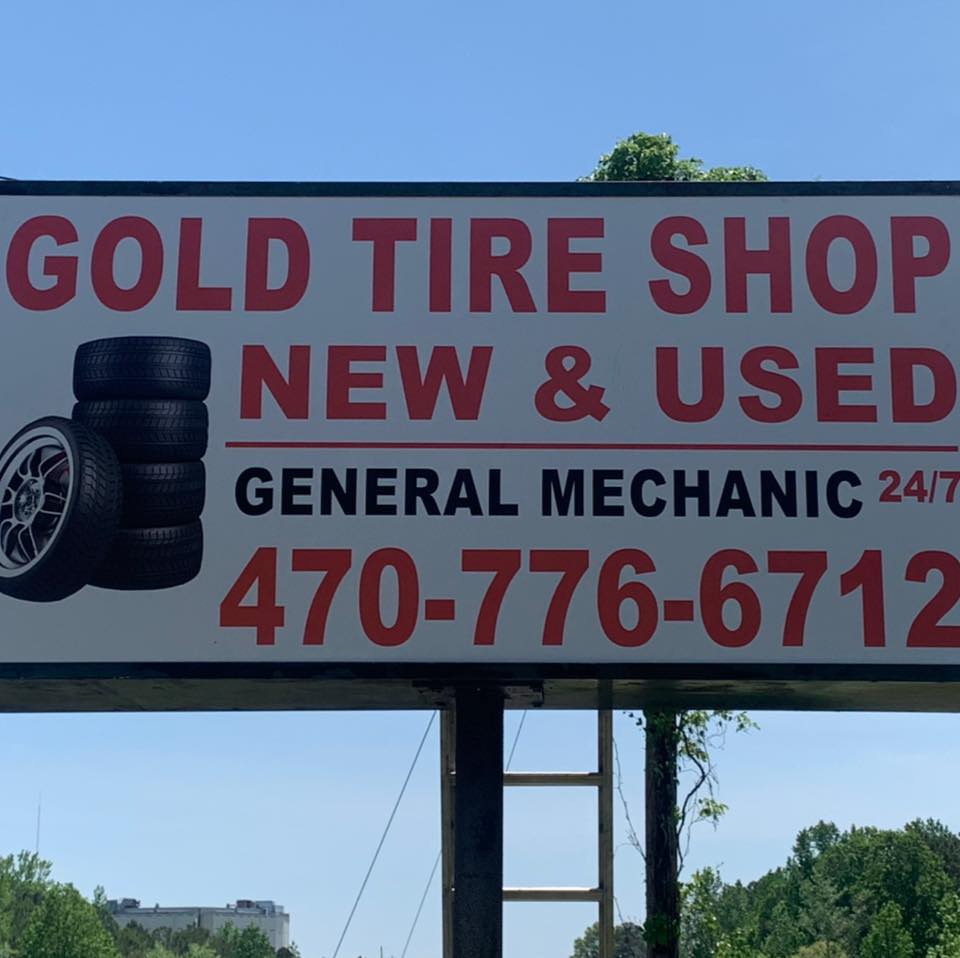 GOLD TIRE SHOP
NEW & USED
GENERAL MECHANIC 24/7
470-776-6712